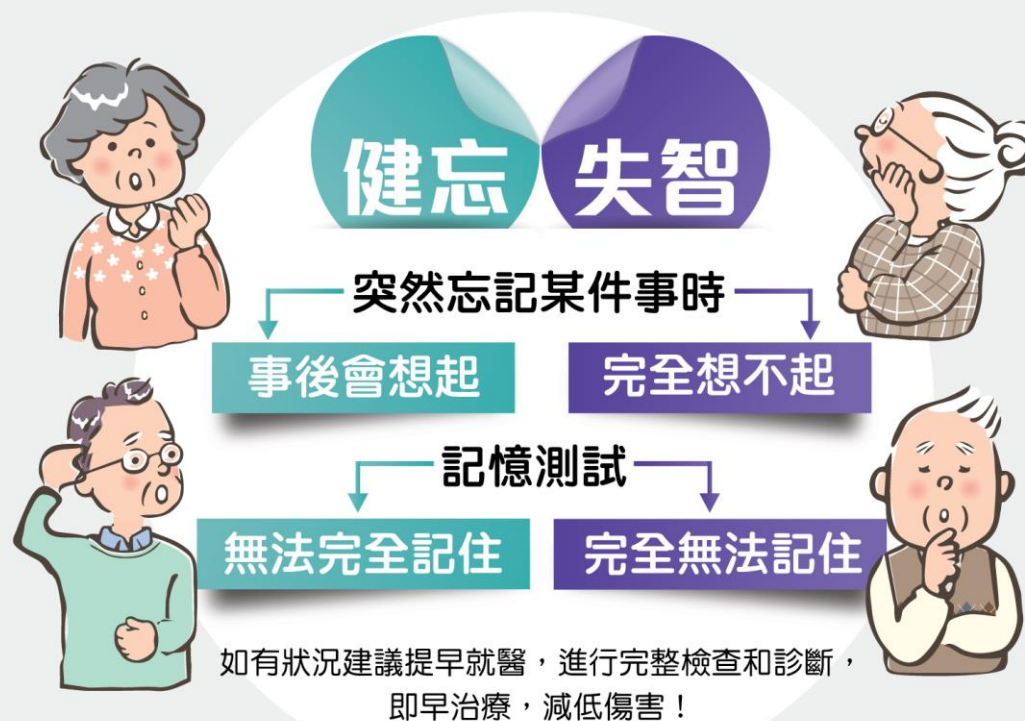 健忘 失智
突然忘記某件事時
事後會想起 完全想不起
記憶測試
無法完全記住 完全無法記住
如有狀況建議提早就醫，進行完整檢查和診斷，
即早治療，減低傷害！